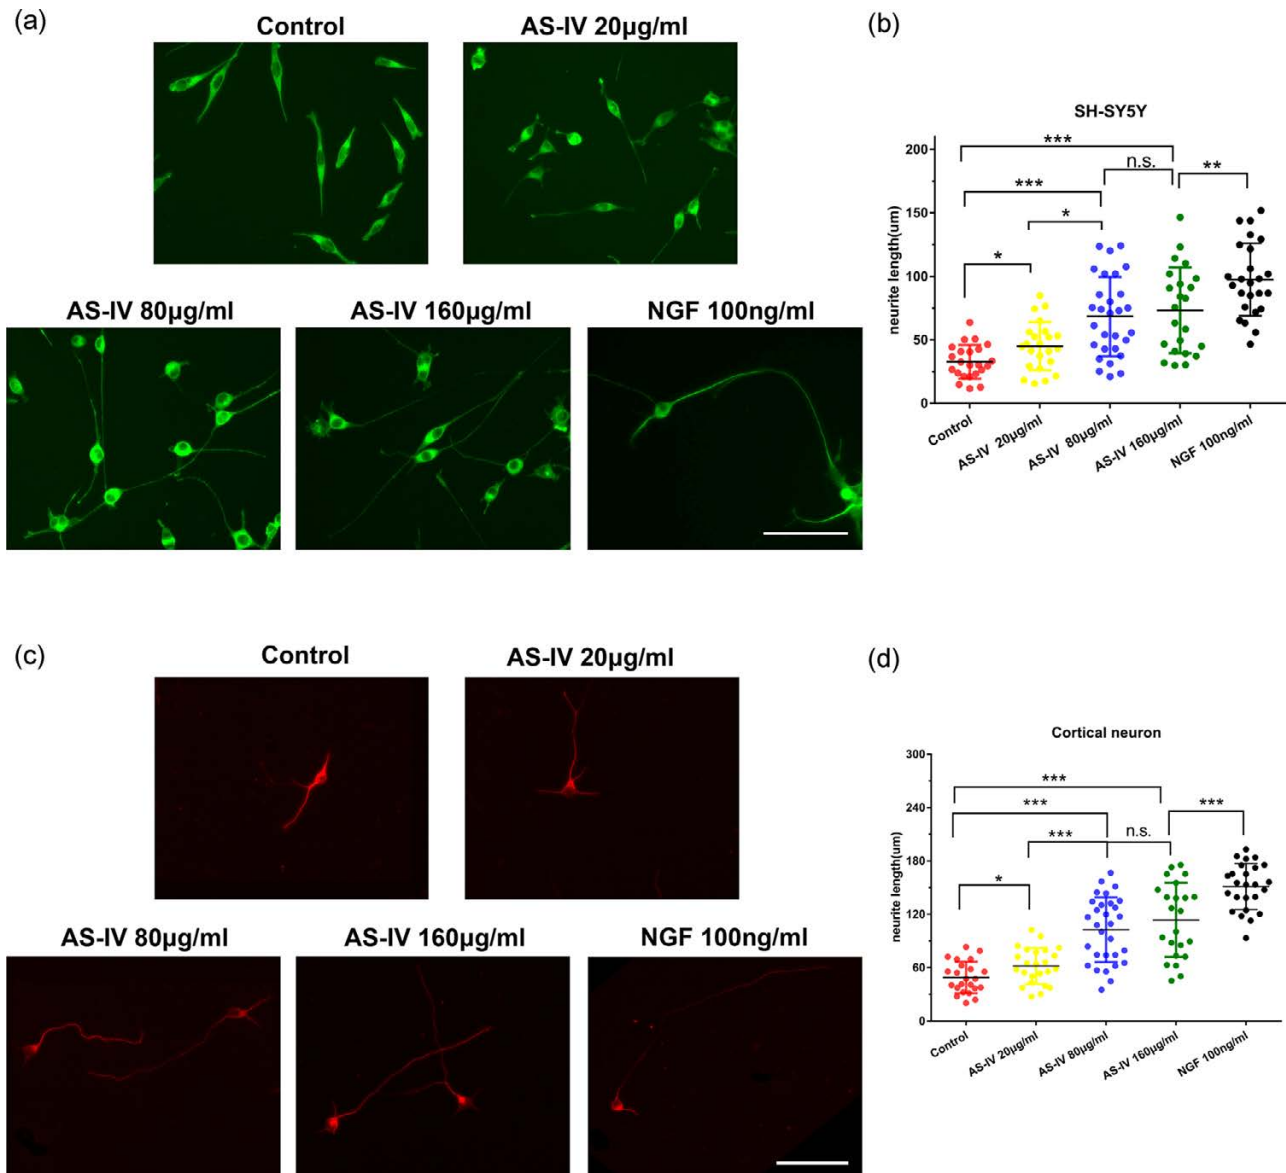 (a)
Control
AS-IV 20μg/ml
AS-IV 80μg/ml
AS-IV 160μg/ml
NGF 100ng/ml
(b)
SH-SY5Y
neurite length(um)
200
150
100
50
0
***
n.s.
**
***
*
*
Control
AS-IV 20μg/ml
AS-IV 80μg/ml
AS-IV 160μg/ml
NGF 100ng/ml
(c)
Control
AS-IV 20μg/ml
AS-IV 80μg/ml
AS-IV 160μg/ml
NGF 100ng/ml
(d)
Cortical neuron
neurite length(um)
300
240
180
120
60
0
***
***
***
***
n.s.
*
Control
AS-IV 20μg/ml
AS-IV 80μg/ml
AS-IV 160μg/ml
NGF 100ng/ml